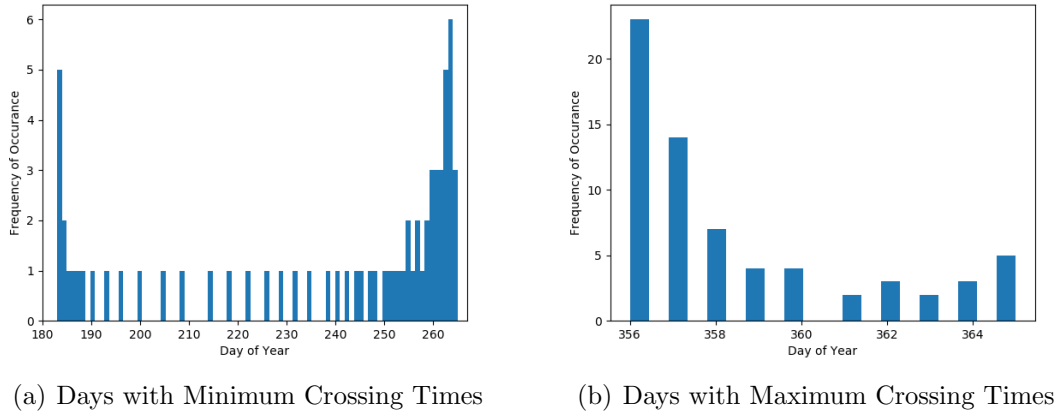 6
5
4
3
2
1
0
Frequency of Occurance
180 190 200 210 220 230 240 250 260
Day of Year
(a) Days with Minimum Crossing Times
20
15
10
5
0
Frequency of Occurance
356 358 360 362 364
Day of Year
(b) Days with Maximum Crossing Times